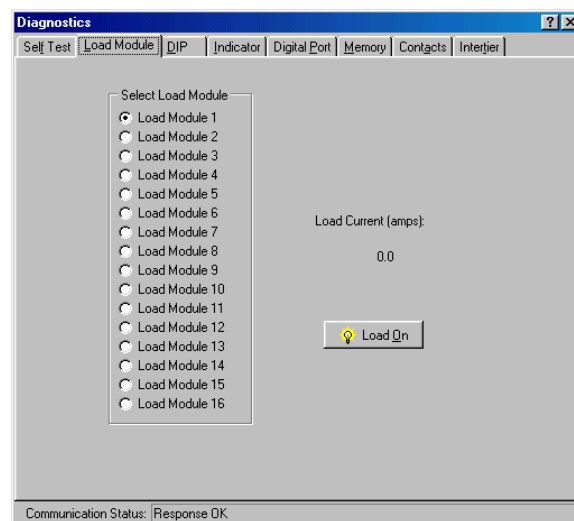 Diagnostics
Self Test Load Module DIP Indicator Digital Port Memory Contacts Intertier
Select Load Module
Load Module 1
Load Module 2
Load Module 3
Load Module 4
Load Module 5
Load Module 6
Load Module 7
Load Module 8
Load Module 9
Load Module 10
Load Module 11
Load Module 12
Load Module 13
Load Module 14
Load Module 15
Load Module 16
Load Current (amps):
0.0
Load On
Communication Status: Response OK